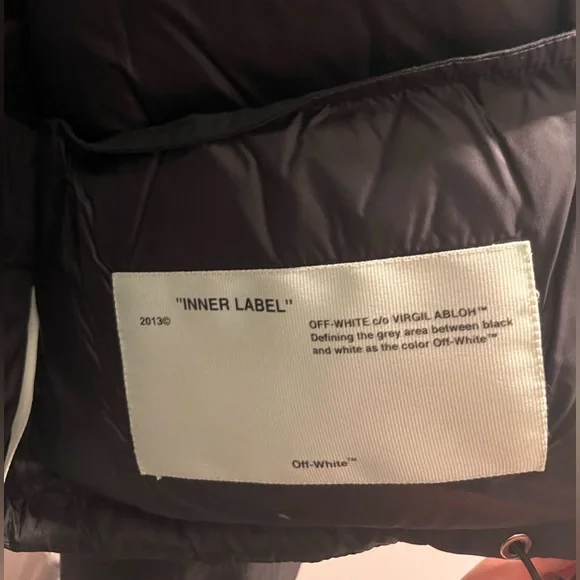 "INNER LABEL"
2013©
OFF-WHITE c/o VIRGIL ABLOH™
Defining the grey area between black
and white as the color Off-White™
Off-White™